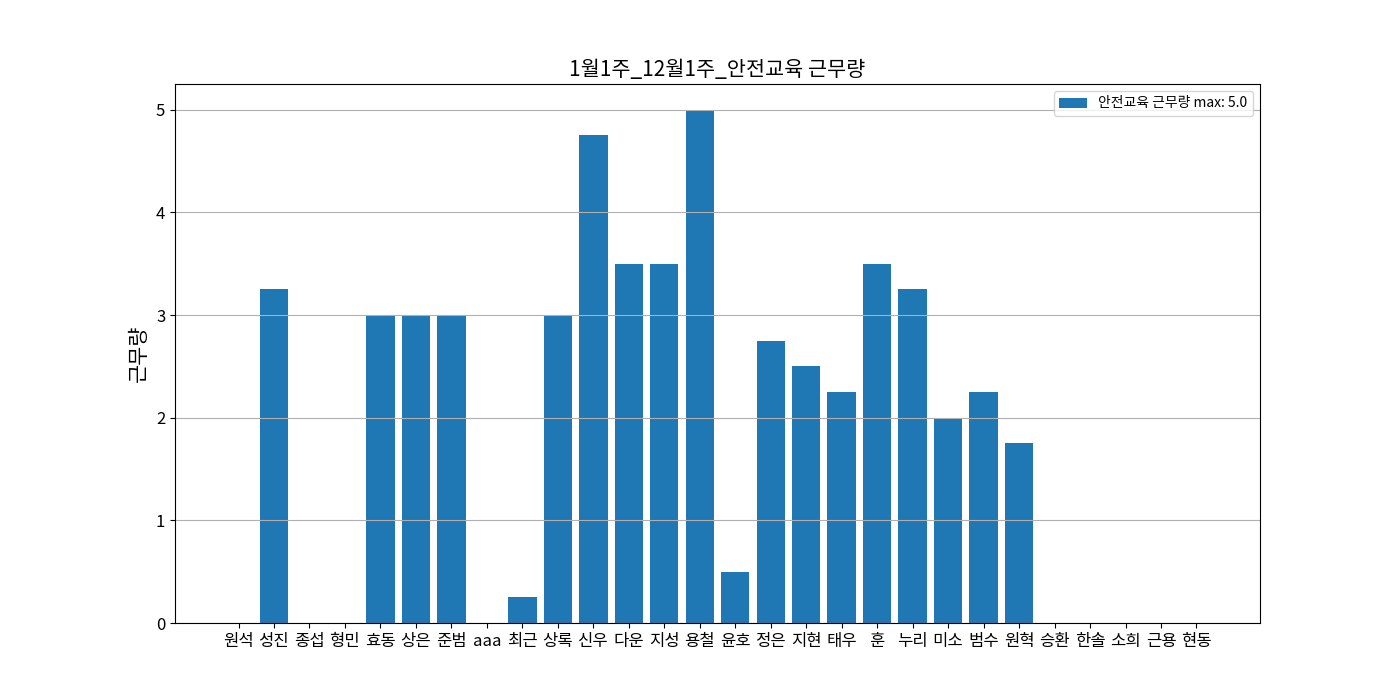 1월1주_12월1주_안전교육 근무량
안전교육 근무량 max: 5.0
근무량
5
4
3
2
1
0
원석 성진 종섭 형민 효동 상은 준범 aaa 최근 상록 신우 다운 지성 용철 윤호 정은 지현 태우 훈 누리 미소 범수 원혁 승환 한솔 소희 근용 현동